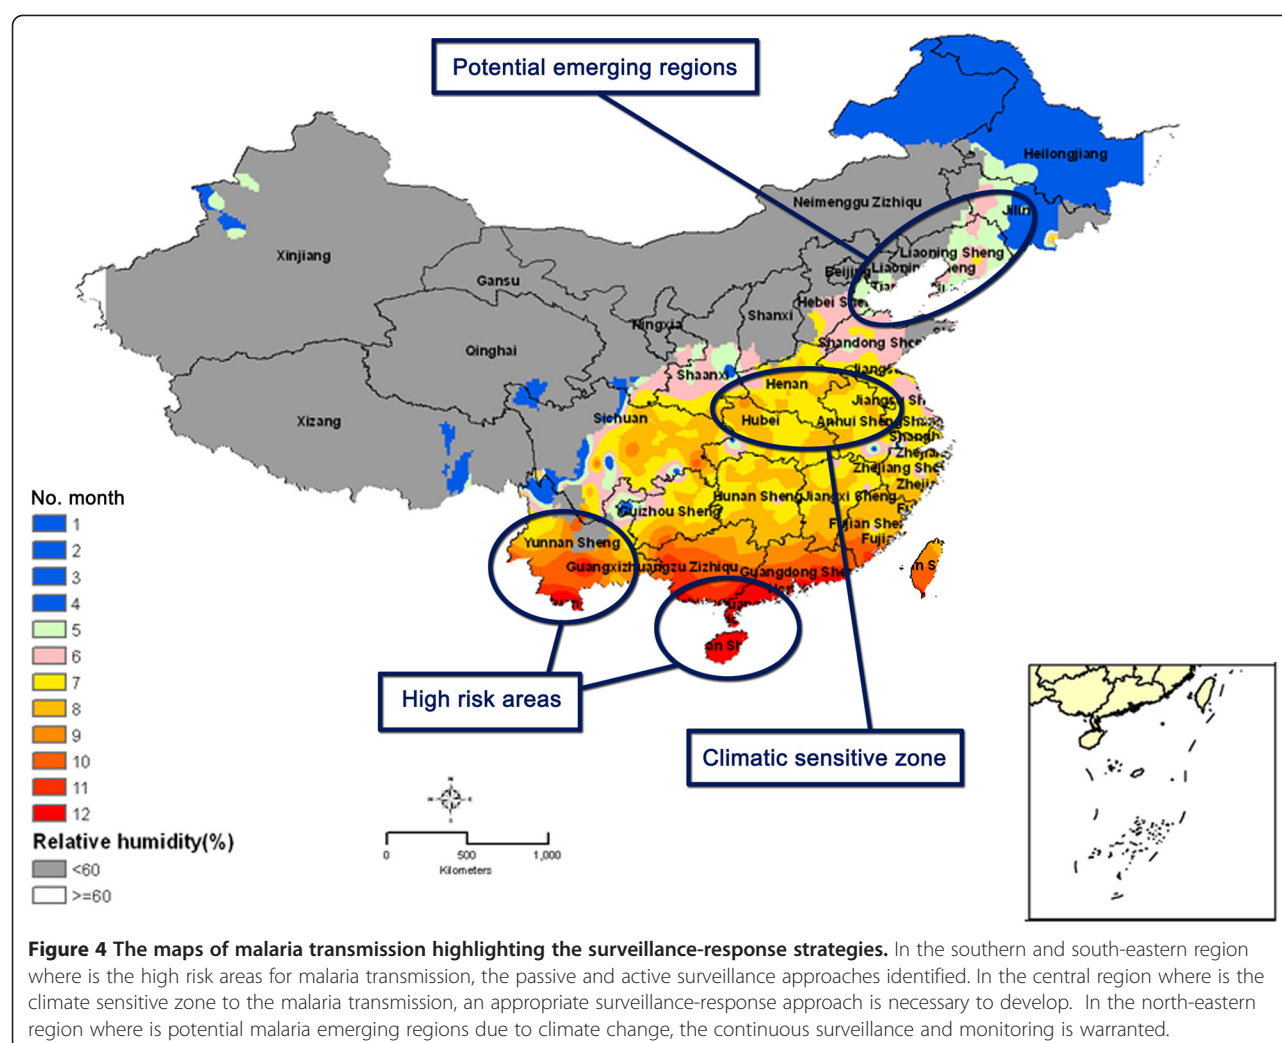 Potential emerging regions
Heilongjiang
Neimenggu Zizhiqu
Jilin
Xinjiang
Liaoning Sheng
Gansu
Beijing
Hebei
Shanxi
Ningxia
Shandong
Qinghai
Shaanxi
Henan
Jiangsu
Xizang
Sichuan
Hubei
Anhui Sheng
Zhejiang
No. month
1
2
3
4
5
6
7
8
9
10
11
12
Relative humidity(%)
<60
>=60
Hunan Sheng
Jiangxi Sheng
Guizhou Sheng
Fujian
Yunnan Sheng
Guangxizhuangzu Zizhiqu
Guangdong
High risk areas
Climatic sensitive zone
N
W E
S
0 500 1,000
Kilometers
Figure 4 The maps of malaria transmission highlighting the surveillance-response strategies. In the southern and south-eastern region
where is the high risk areas for malaria transmission, the passive and active surveillance approaches identified. In the central region where is the
climate sensitive zone to the malaria transmission, an appropriate surveillance-response approach is necessary to develop. In the north-eastern
region where is potential malaria emerging regions due to climate change, the continuous surveillance and monitoring is warranted.